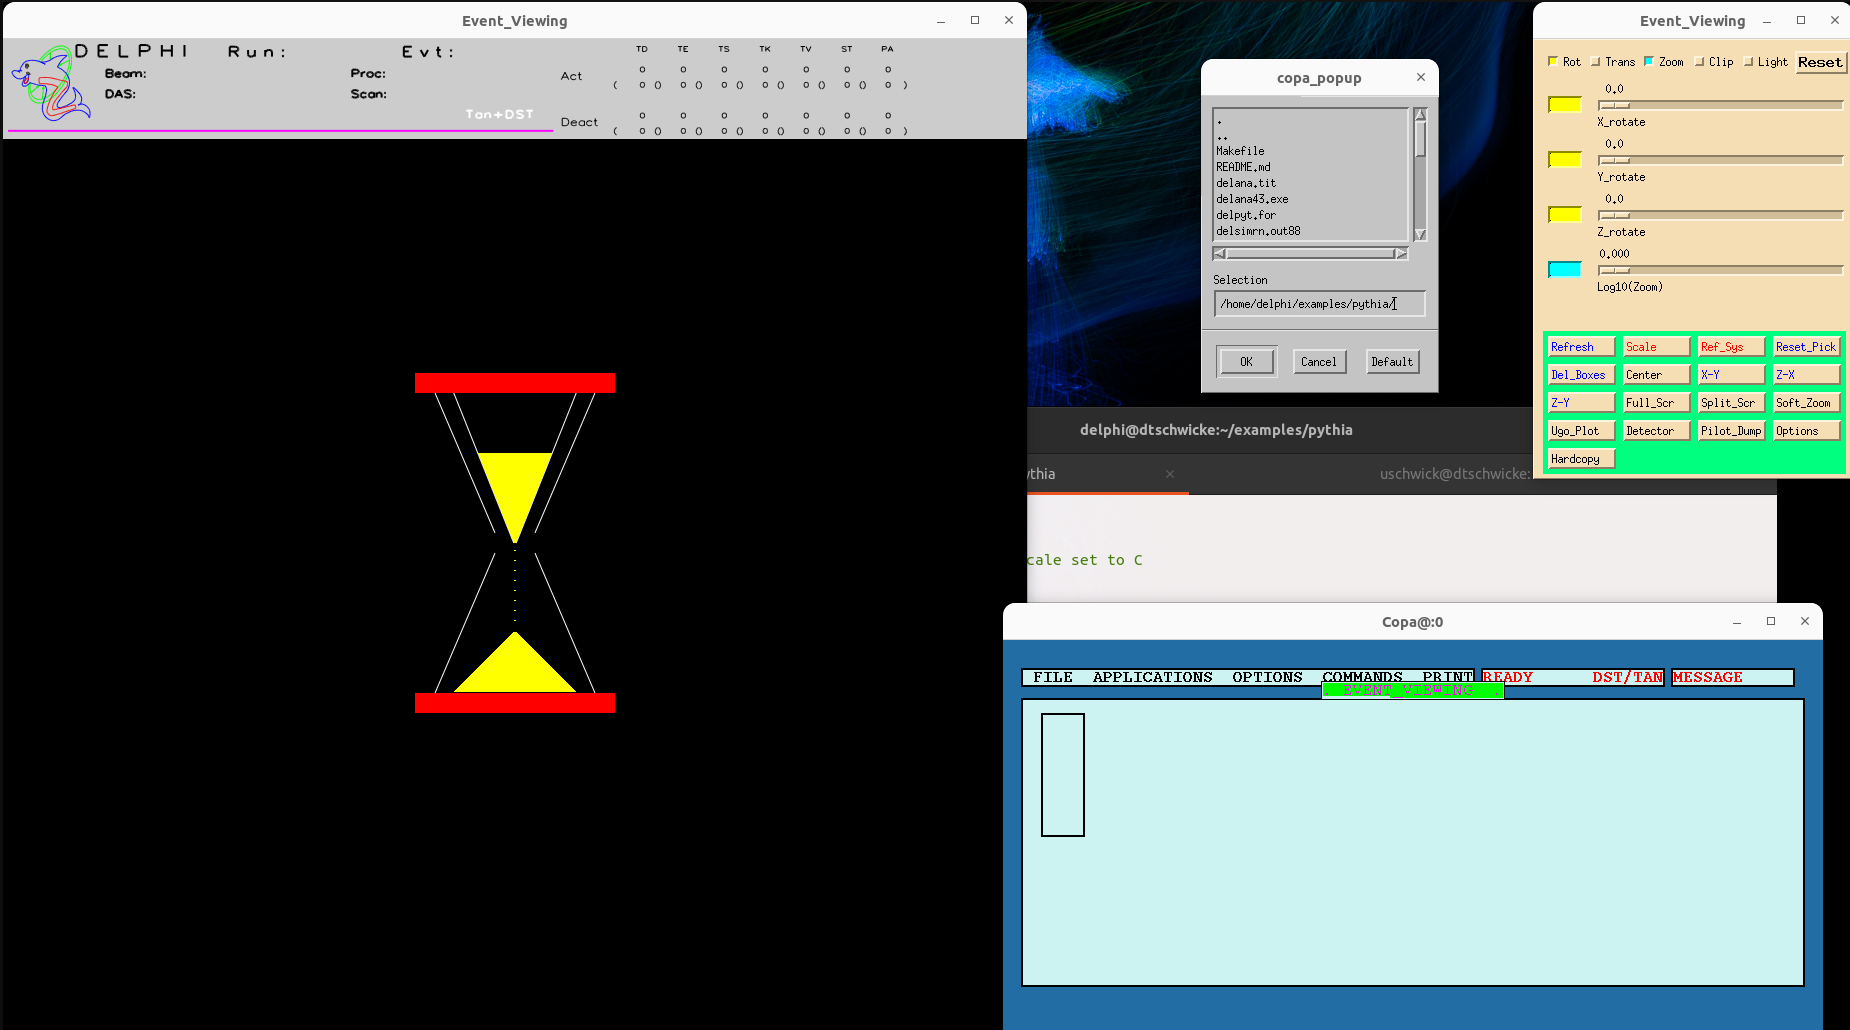 Event_Viewing
DELPHI Run: Evt:
Beam: Proc:
DAS: Scan:
Tan+DST
TD TE TS TK TV ST PA
Act 0 0 0 0 0 0 0
( 0 0 0 0 0 0 0 0 0 0 0 0 0 )
Deact 0 0 0 0 0 0 0
( 0 0 0 0 0 0 0 0 0 0 0 0 0 )
copa_popup
.
..
Makefile
README.md
delana.tit
delana43.exe
delpyt.for
delsimrn.out88
Selection
/home/delphi/examples/pythia/
OK Cancel Default
Event_Viewing
Rot Trans Zoom Clip Light Reset
0.0
X_rotate
0.0
Y_rotate
0.0
Z_rotate
0.000
Log10(Zoom)
Refresh Scale Ref_Sys Reset_Pick
Del_Boxes Center X-Y Z-X
Z-Y Full_Scr Split_Scr Soft_Zoom
Ugo_Plot Detector Pilot_Dump Options
Hardcopy
delphi@dtschwicke:~/examples/pythia
ythia uschwick@dtschwicke:
cale set to C
Copa@:0
FILE APPLICATIONS OPTIONS COMMANDS PRINT READY DST/TAN MESSAGE
EVENT_VIEWING